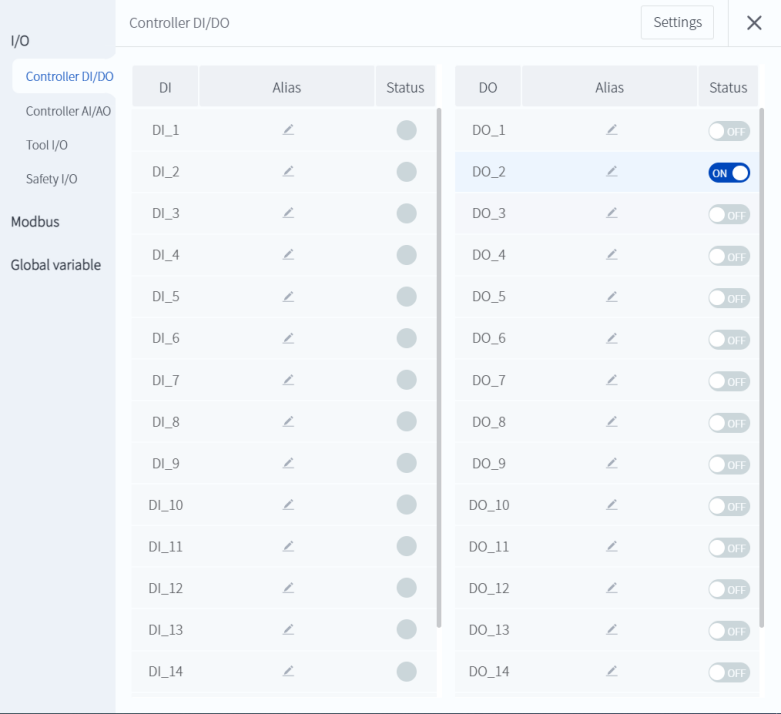 Controller DI/DO
Settings
I/O
Controller DI/DO
Controller AI/AO
Tool I/O
Safety I/O
Modbus
Global variable
DI Alias Status DO Alias Status
DI_1 DO_1 OFF
DI_2 DO_2 ON
DI_3 DO_3 OFF
DI_4 DO_4 OFF
DI_5 DO_5 OFF
DI_6 DO_6 OFF
DI_7 DO_7 OFF
DI_8 DO_8 OFF
DI_9 DO_9 OFF
DI_10 DO_10 OFF
DI_11 DO_11 OFF
DI_12 DO_12 OFF
DI_13 DO_13 OFF
DI_14 DO_14 OFF